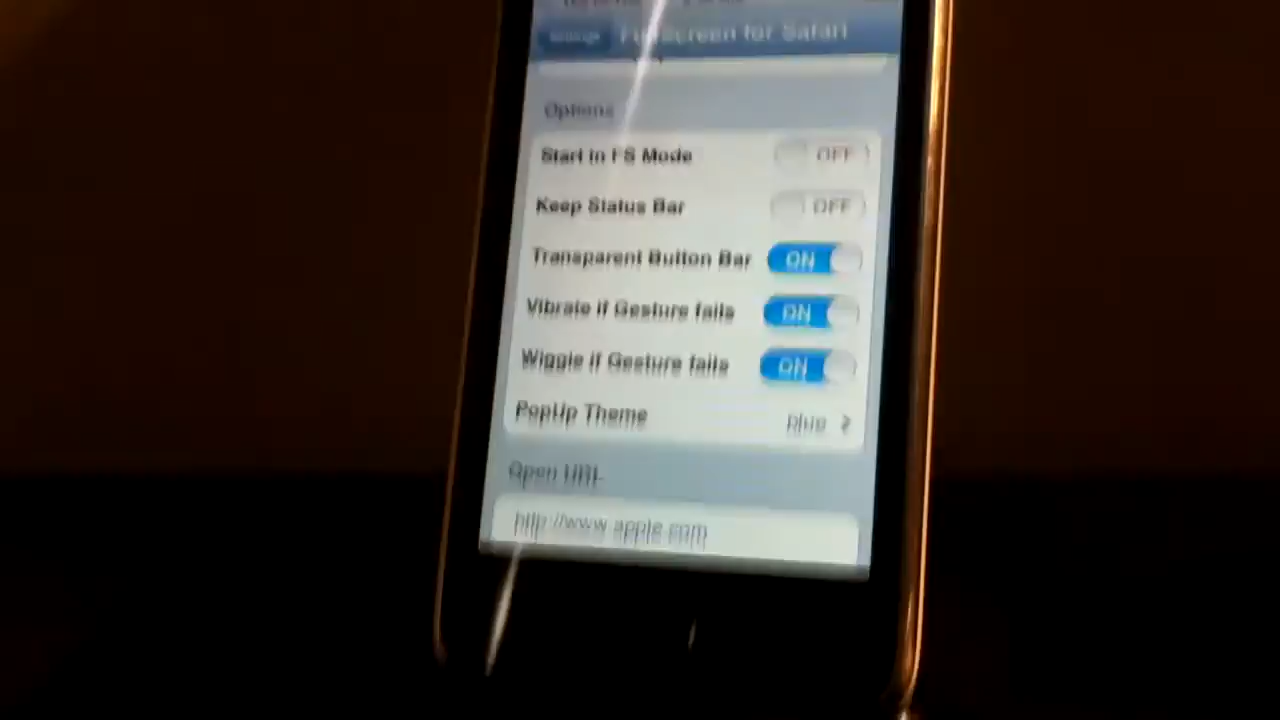 Settings Fullscreen for Safari
Options
Start in FS Mode OFF
Keep Status Bar OFF
Transparent Button Bar ON
Vibrate if Gesture fails ON
Wiggle if Gesture fails ON
PopUp Theme blue
Open URL
http://www.apple.com